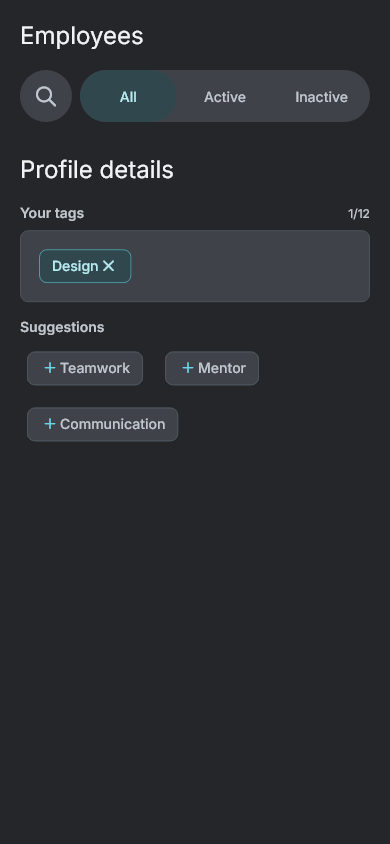 Employees
All Active Inactive
Profile details
Your tags 1/12
Design
Suggestions
+ Teamwork + Mentor
+ Communication